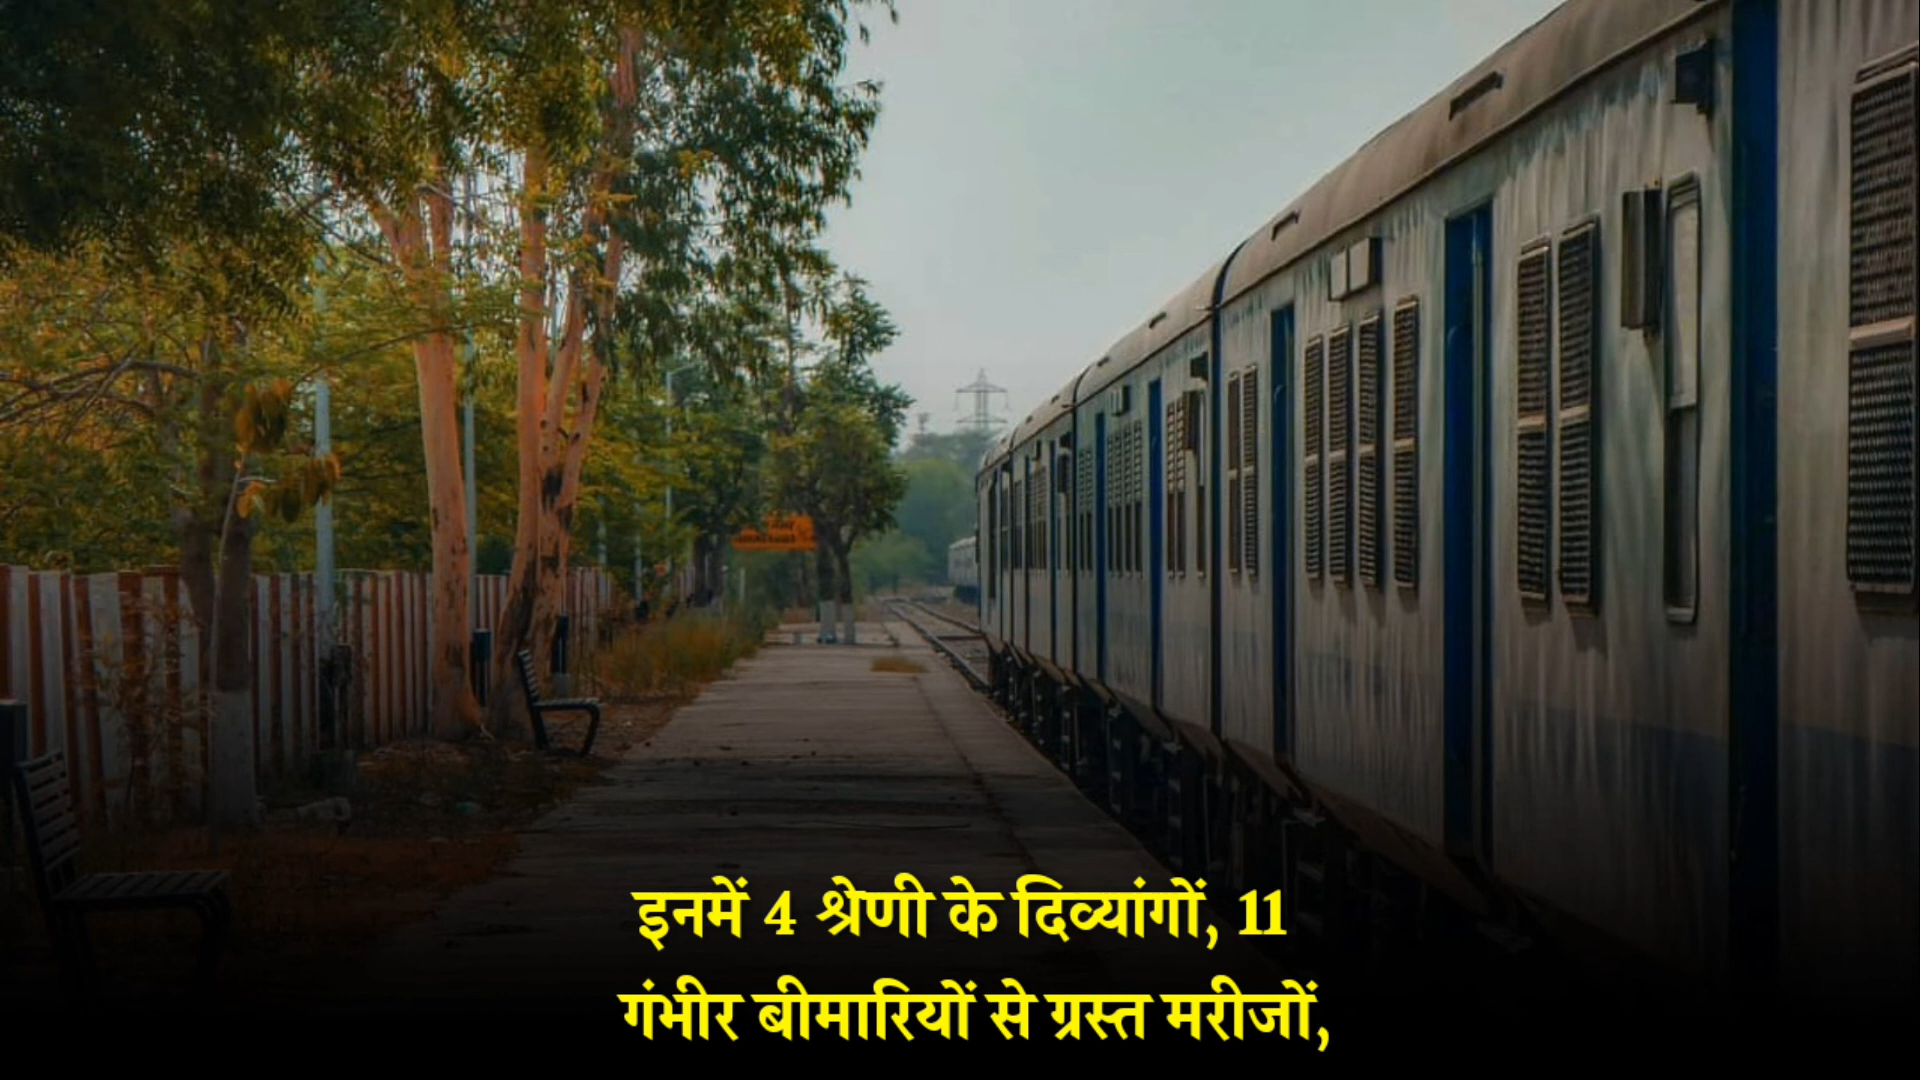 इनमें 4 श्रेणी के दिव्यांगों, 11
गंभीर बीमारियों से ग्रस्त मरीजों,